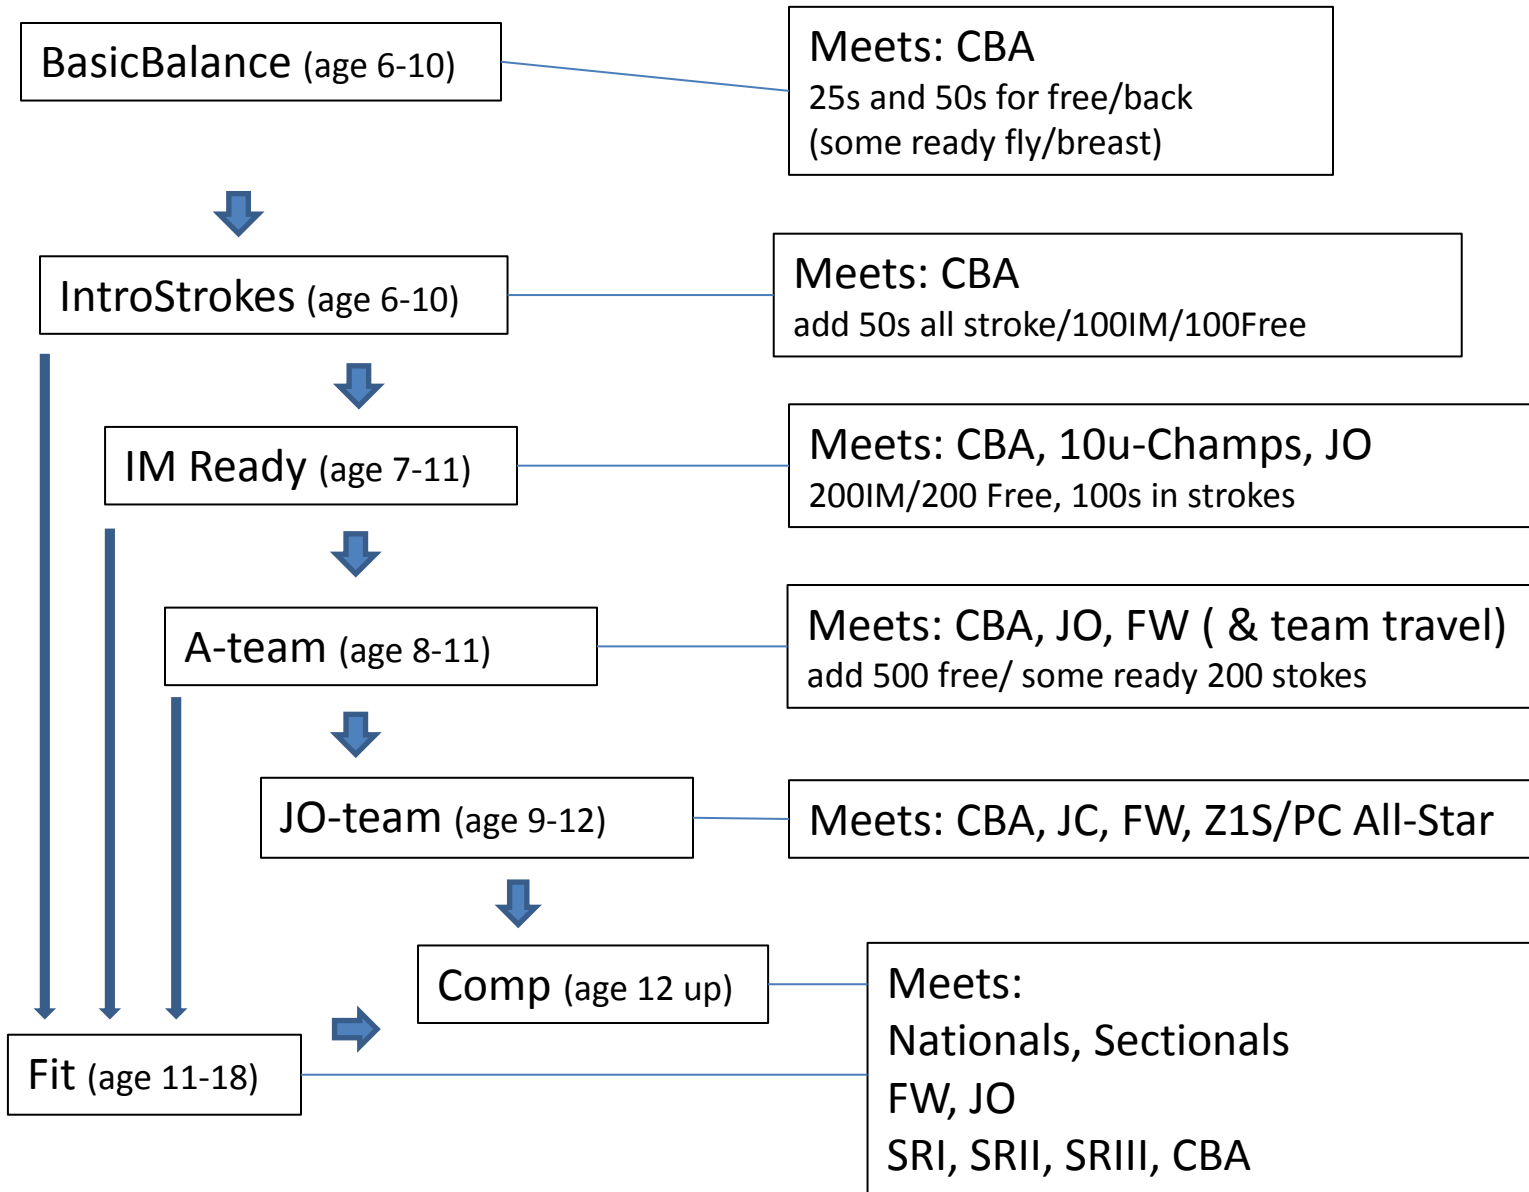 BasicBalance (age 6-10)
Meets: CBA
25s and 50s for free/back
(some ready fly/breast)
IntroStrokes (age 6-10)
Meets: CBA
add 50s all stroke/100IM/100Free
IM Ready (age 7-11)
Meets: CBA, 10u-Champs, JO
200IM/200 Free, 100s in strokes
A-team (age 8-11)
Meets: CBA, JO, FW ( & team travel)
add 500 free/ some ready 200 stokes
JO-team (age 9-12)
Meets: CBA, JC, FW, Z1S/PC All-Star
Comp (age 12 up)
Fit (age 11-18)
Meets:
Nationals, Sectionals
FW, JO
SRI, SRII, SRIII, CBA